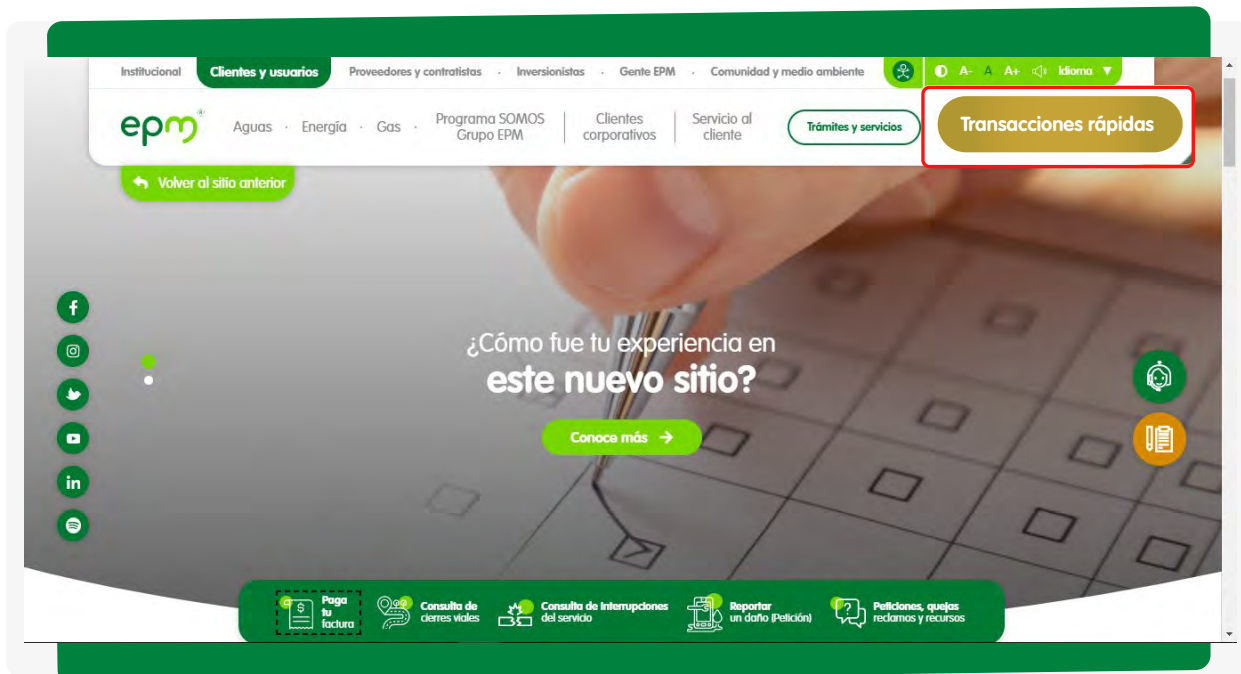 Institucional
Clientes y usuarios
Proveedores y contratistas
Inversionistas
Gente EPM
Comunidad y medio ambiente
A- A A+ Idioma ▼
epm®
Aguas · Energía · Gas ·
Programa SOMOS
Grupo EPM
Clientes
corporativos
Servicio al
cliente
Trámites y servicios
Transacciones rápidas
Volver al sitio anterior
¿Cómo fue tu experiencia en
este nuevo sitio?
Conoce más →
Paga
tu
factura
Consulta de
cierres viales
Consulta de Interrupciones
del servicio
Reportar
un daño (Petición)
Peticiones, quejas
reclamos y recursos